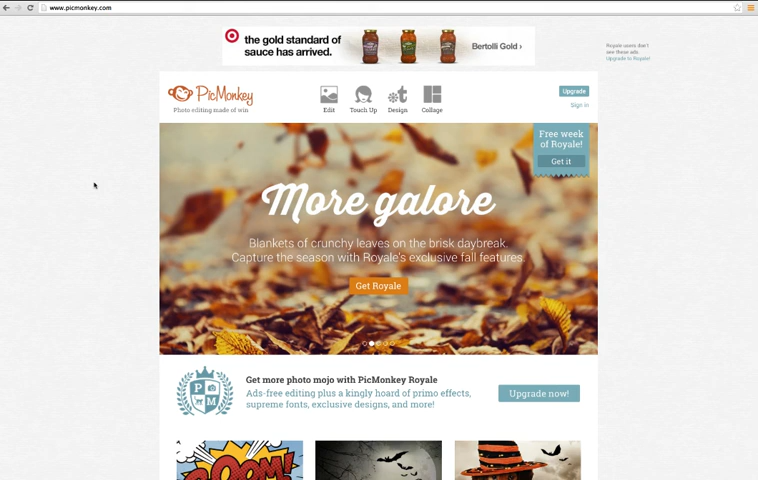 www.picmonkey.com
the gold standard of
sauce has arrived.
Bertolli Gold ›
Royale users don't
see these ads.
Upgrade to Royale!
PicMonkey
Photo editing made of win
Edit
Touch Up
Design
Collage
Upgrade
Sign in
Free week
of Royale!
Get it
More galore
Blankets of crunchy leaves on the brisk daybreak.
Capture the season with Royale's exclusive fall features.
Get Royale
P
M
Get more photo mojo with PicMonkey Royale
Ads-free editing plus a kingly hoard of primo effects,
supreme fonts, exclusive designs, and more!
Upgrade now!
BOOM!